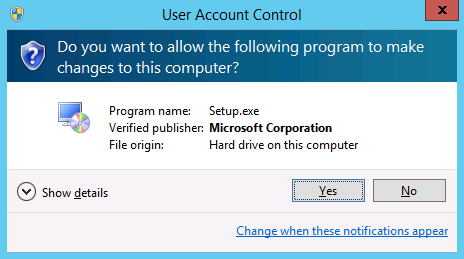 User Account Control
Do you want to allow the following program to make
changes to this computer?
Program name: Setup.exe
Verified publisher: Microsoft Corporation
File origin: Hard drive on this computer
Show details
Yes
No
Change when these notifications appear